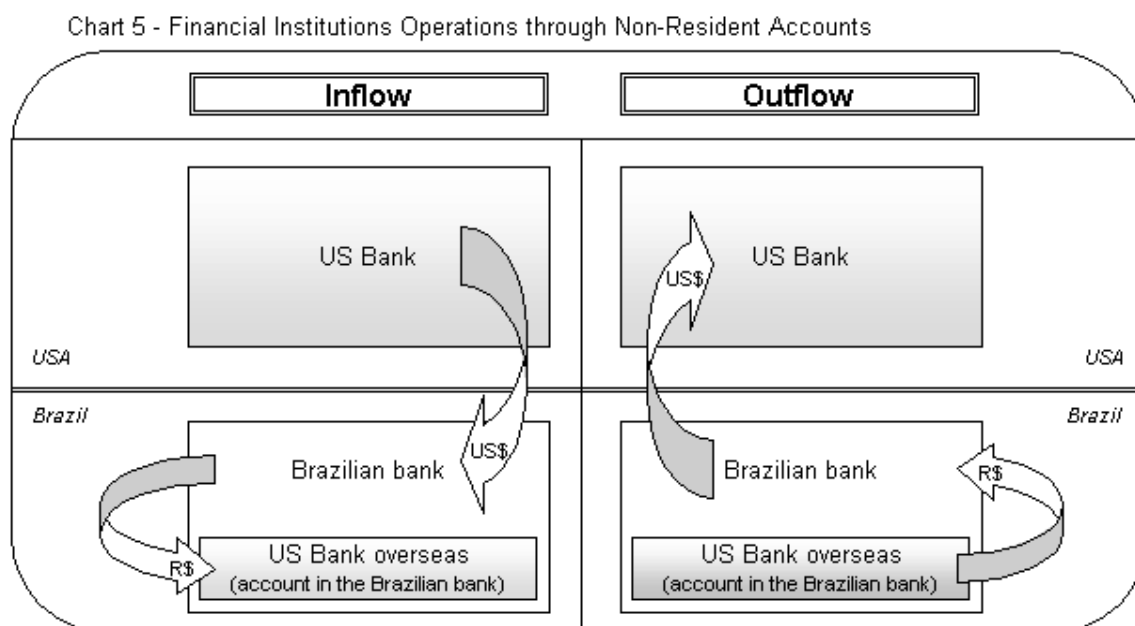 Chart 5 - Financial Institutions Operations through Non-Resident Accounts
Inflow
Outflow
US Bank
US$
US Bank
USA
USA
Brazil
Brazil
Brazilian bank
US$
Brazilian bank
R$
US Bank overseas
(account in the Brazilian bank)
R$
US Bank overseas
(account in the Brazilian bank)